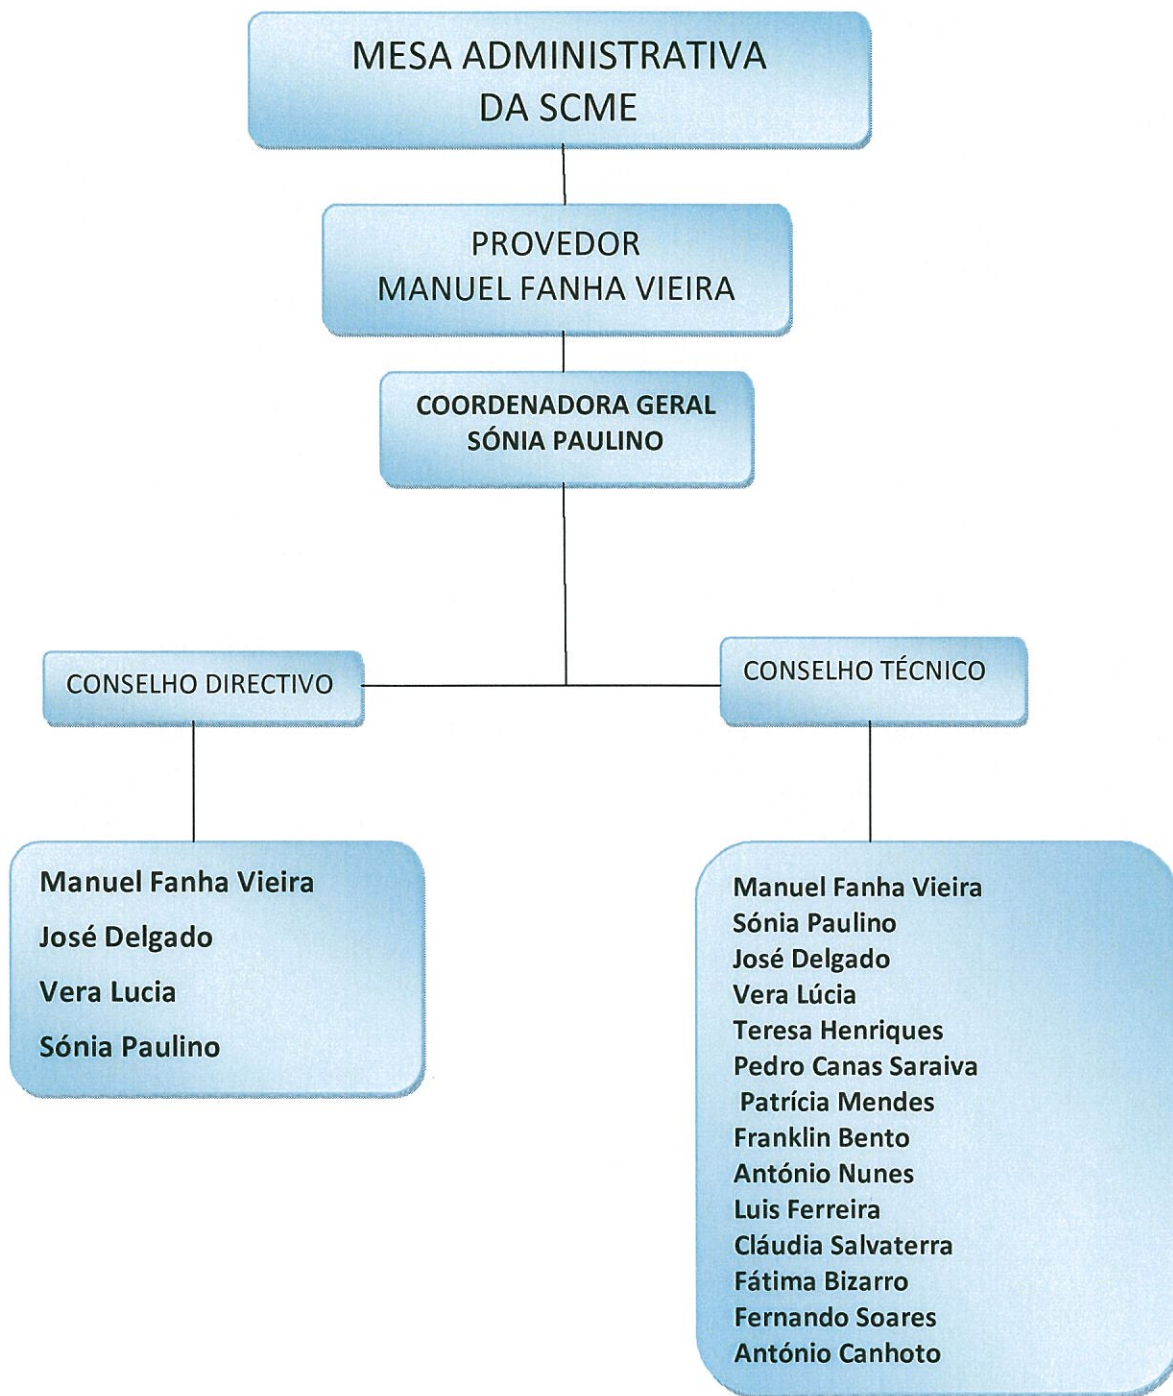 MESA ADMINISTRATIVA
DA SCME
PROVEDOR
MANUEL FANHA VIEIRA
COORDENADORA GERAL
SÓNIA PAULINO
CONSELHO DIRECTIVO
CONSELHO TÉCNICO
Manuel Fanha Vieira
José Delgado
Vera Lucia
Sónia Paulino
Manuel Fanha Vieira
Sónia Paulino
José Delgado
Vera Lúcia
Teresa Henriques
Pedro Canas Saraiva
Patrícia Mendes
Franklin Bento
António Nunes
Luis Ferreira
Cláudia Salvaterra
Fátima Bizarro
Fernando Soares
António Canhoto